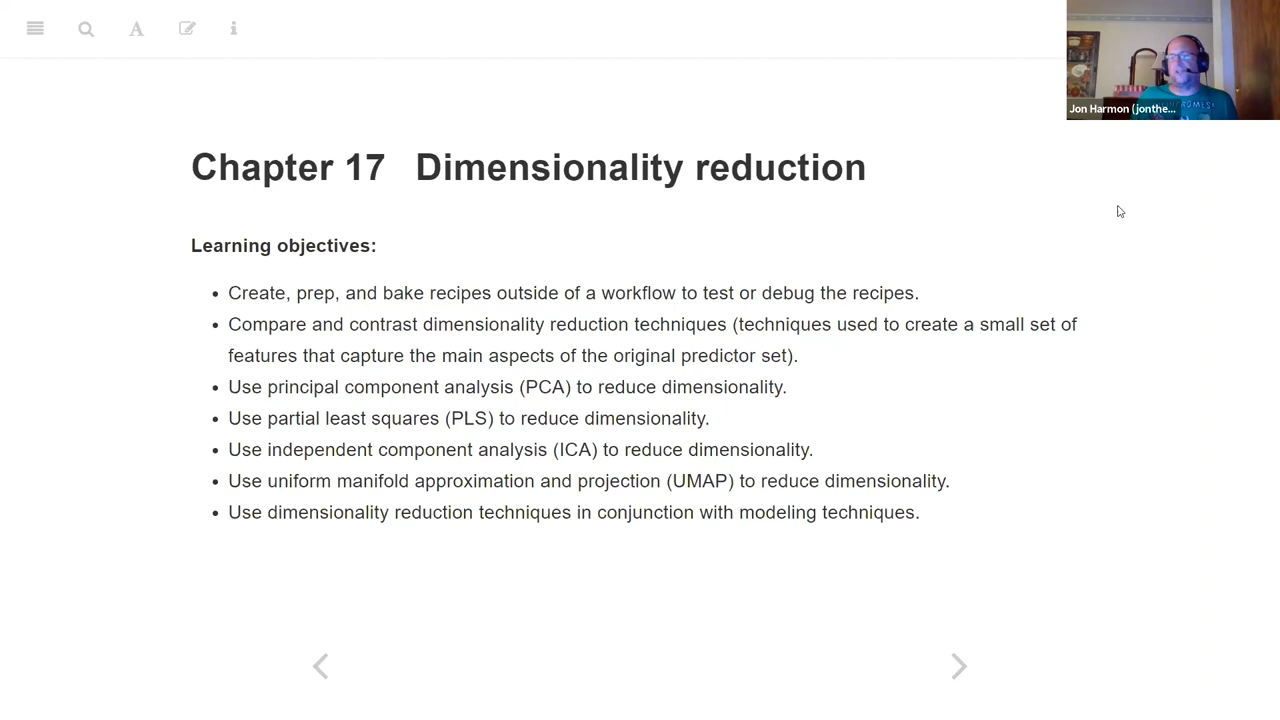 Jon Harmon (jonthe...
Chapter 17 Dimensionality reduction
Learning objectives:
• Create, prep, and bake recipes outside of a workflow to test or debug the recipes.
• Compare and contrast dimensionality reduction techniques (techniques used to create a small set of
features that capture the main aspects of the original predictor set).
• Use principal component analysis (PCA) to reduce dimensionality.
• Use partial least squares (PLS) to reduce dimensionality.
• Use independent component analysis (ICA) to reduce dimensionality.
• Use uniform manifold approximation and projection (UMAP) to reduce dimensionality.
• Use dimensionality reduction techniques in conjunction with modeling techniques.